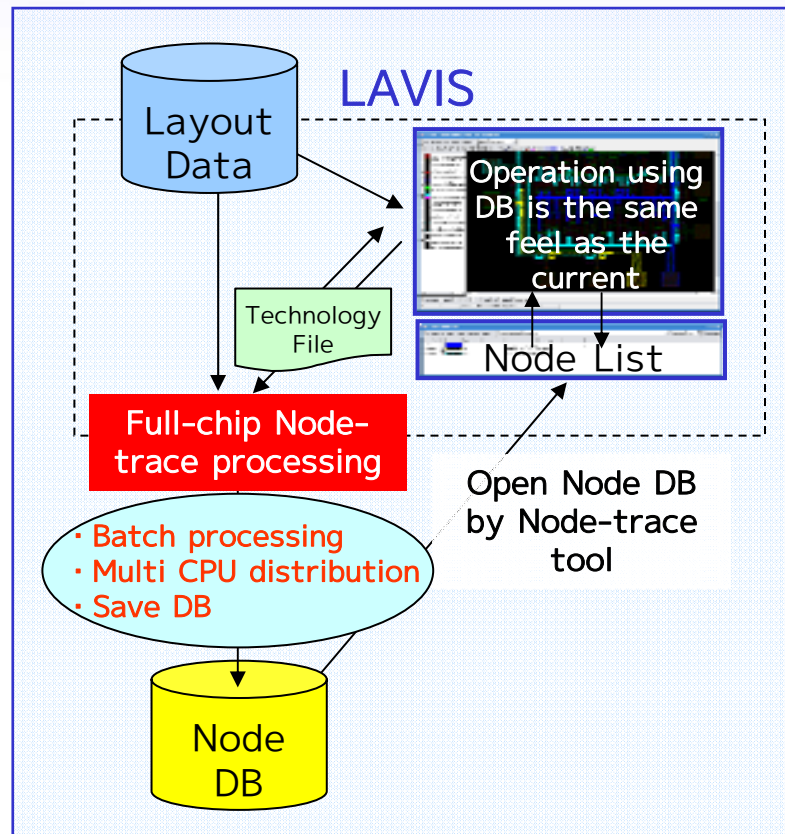 LAVIS
Layout
Data
Operation using
DB is the same
feel as the
current
Technology
File
Node List
Full-chip Node-
trace processing
Open Node DB
by Node-trace
tool
・Batch processing
・Multi CPU distribution
・Save DB
Node
DB